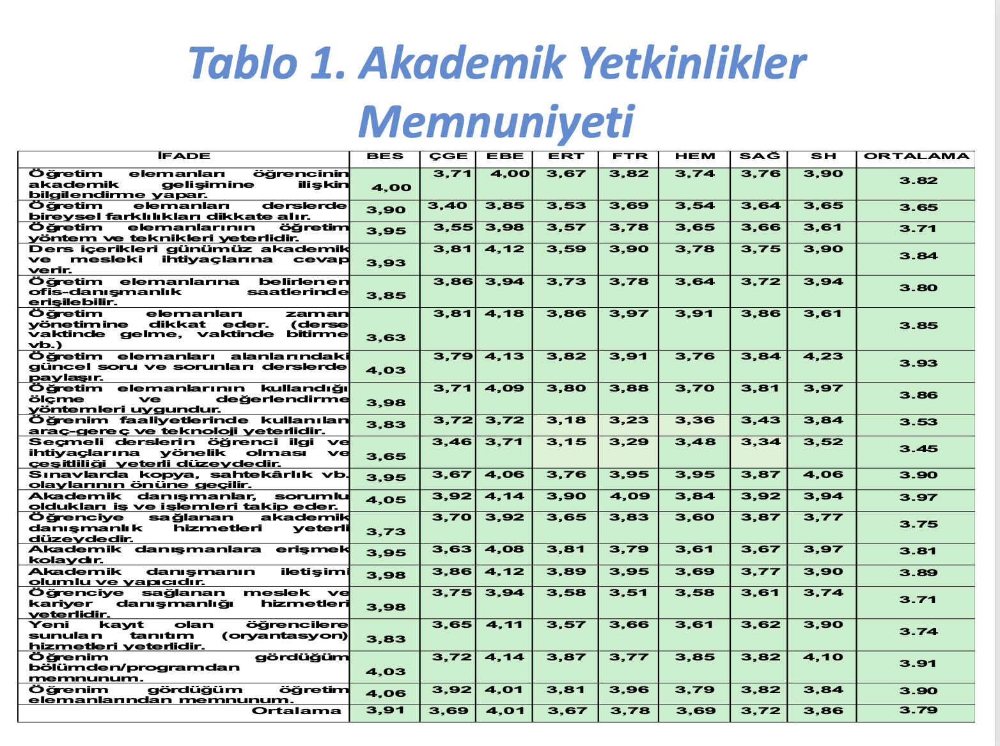 Tablo 1. Akademik Yetkinlikler
Memnuniyeti
İFADE BES ÇGE EBE ERT FTR HEM SAĞ SH ORTALAMA
Öğretim elemanları öğrencinin
akademik gelişimine ilişkin
bilgilendirme yapar.
4,00 3,71 4,00 3,67 3,82 3,74 3,76 3,90 3.82
Öğretim elemanları derslerde
bireysel farklılıkları dikkate alır.
3,90 3,40 3,85 3,53 3,69 3,54 3,64 3,65 3.65
Öğretim elemanlarının öğretim
yöntem ve teknikleri yeterlidir.
3,95 3,55 3,98 3,57 3,78 3,65 3,66 3,61 3.71
Ders içerikleri günümüz akademik
ve mesleki ihtiyaçlarına cevap
verir.
3,93 3,81 4,12 3,59 3,90 3,78 3,75 3,90 3.84
Öğretim elemanlarına belirlenen
ofis-danışmanlık saatlerinde
erişilebilir.
3,85 3,86 3,94 3,73 3,78 3,64 3,72 3,94 3.80
Öğretim elemanları zaman
yönetimine dikkat eder. (derse
vaktinde gelme, vaktinde bitirme
vb.)
3,63 3,81 4,18 3,86 3,97 3,91 3,86 3,61 3.85
Öğretim elemanları alanlarındaki
güncel soru ve sorunları derslerde
paylaşır.
4,03 3,79 4,13 3,82 3,91 3,76 3,84 4,23 3.93
Öğretim elemanlarının kullandığı
ölçme ve değerlendirme
yöntemleri uygundur.
3,98 3,71 4,09 3,80 3,88 3,70 3,81 3,97 3.86
Öğrenim faaliyetlerinde kullanılan
araç-gereç ve teknoloji yeterlidir.
3,83 3,72 3,72 3,18 3,23 3,36 3,43 3,84 3.53
Seçmeli derslerin öğrenci ilgi ve
ihtiyaçlarına yönelik olması ve
çeşitliliği yeterli düzeydedir.
3,65 3,46 3,71 3,15 3,29 3,48 3,34 3,52 3.45
Sınavlarda kopya, sahtekârlık vb.
olaylarının önüne geçilir.
3,95 3,67 4,06 3,76 3,95 3,95 3,87 4,06 3.90
Akademik danışmanlar, sorumlu
oldukları iş ve işlemleri takip eder.
4,05 3,92 4,14 3,90 4,09 3,84 3,92 3,94 3.97
Öğrenciye sağlanan akademik
danışmanlık hizmetleri yeterli
düzeydedir.
3,73 3,70 3,92 3,65 3,83 3,60 3,87 3,77 3.75
Akademik danışmanlara erişmek
kolaydır.
3,95 3,63 4,08 3,81 3,79 3,61 3,67 3,97 3.81
Akademik danışmanın iletişimi
olumlu ve yapıcıdır.
3,98 3,86 4,12 3,89 3,95 3,69 3,77 3,90 3.89
Öğrenciye sağlanan meslek ve
kariyer danışmanlığı hizmetleri
yeterlidir.
3,98 3,75 3,94 3,58 3,51 3,58 3,61 3,74 3.71
Yeni kayıt olan öğrencilere
sunulan tanıtım (oryantasyon)
hizmetleri yeterlidir.
3,83 3,65 4,11 3,57 3,66 3,61 3,62 3,90 3.74
Öğrenim gördüğüm
bölümden/programdan
memnunum.
4,03 3,72 4,14 3,87 3,77 3,85 3,82 4,10 3.91
Öğrenim gördüğüm öğretim
elemanlarından memnunum.
4,06 3,92 4,01 3,81 3,96 3,79 3,82 3,84 3.90
Ortalama 3,91 3,69 4,01 3,67 3,78 3,69 3,72 3,86 3.79